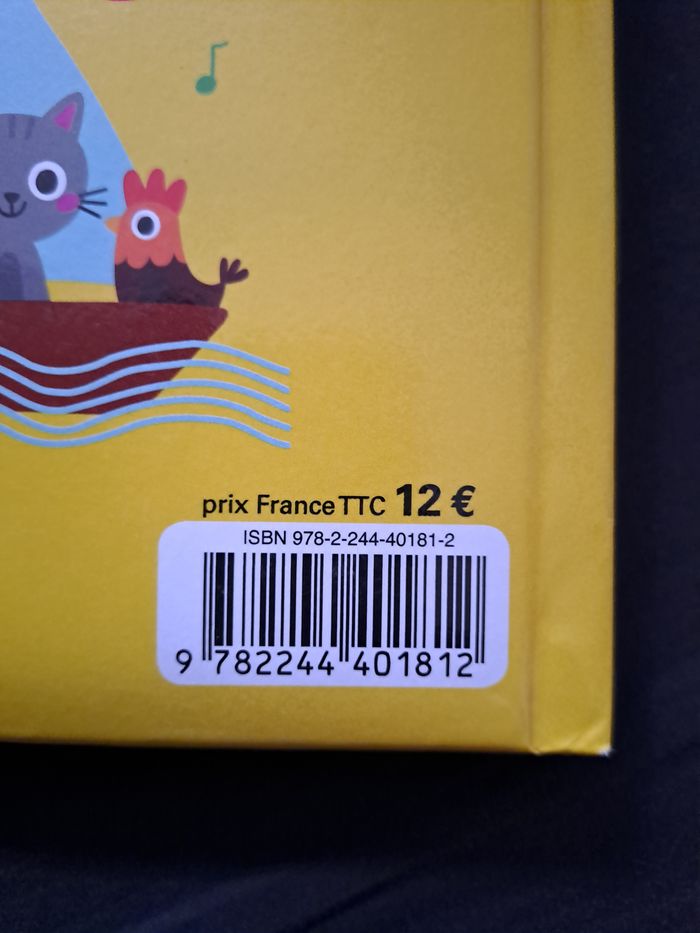 prix France TTC 12 €
ISBN 978-2-244-40181-2
9 782244 401812